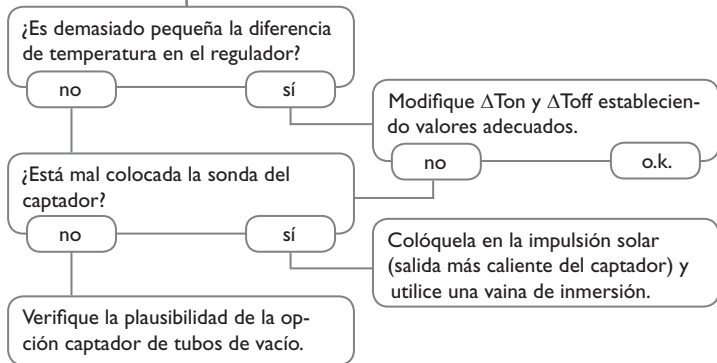 ¿Es demasiado pequeña la diferencia
de temperatura en el regulador?
no
sí
Modifique ΔTon y ΔToff establecien-
do valores adecuados.
no
o.k.
¿Está mal colocada la sonda del
captador?
no
sí
Colóquela en la impulsión solar
(salida más caliente del captador) y
utilice una vaina de inmersión.
Verifique la plausibilidad de la op-
ción captador de tubos de vacío.